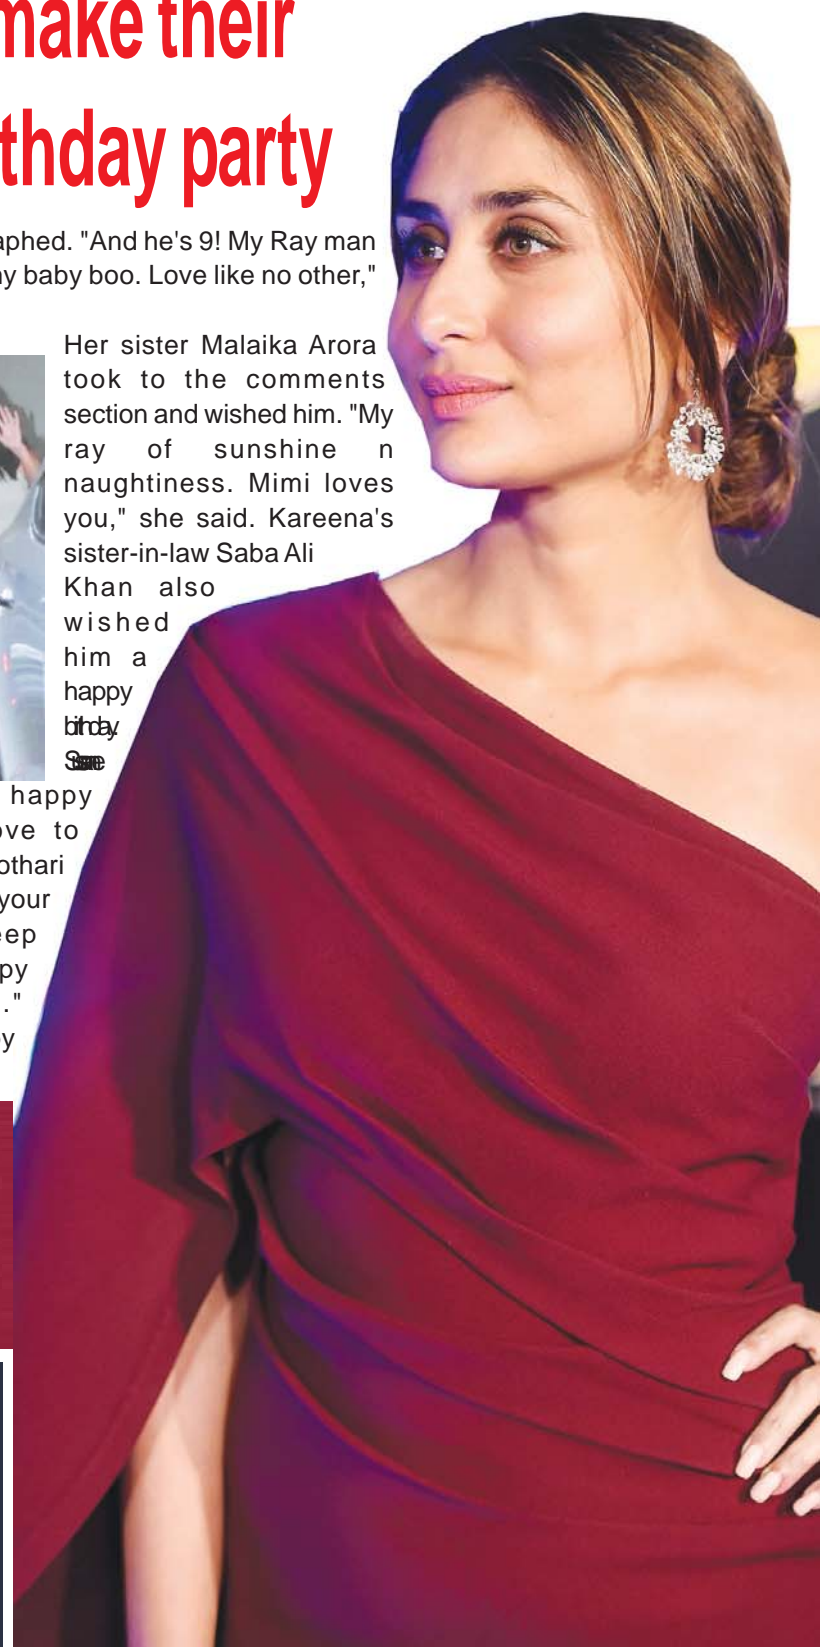 make their
thday party
aphed. "And he's 9! My Ray man
y baby boo. Love like no other,"
Her sister Malaika Arora
took to the comments
section and wished him. "My
ray of sunshine n
naughtiness. Mimi loves
you," she said. Kareena's
sister-in-law Saba Ali
Khan also
wished
him a
happy
happy
ove to
othari
your
eep
py
."
y